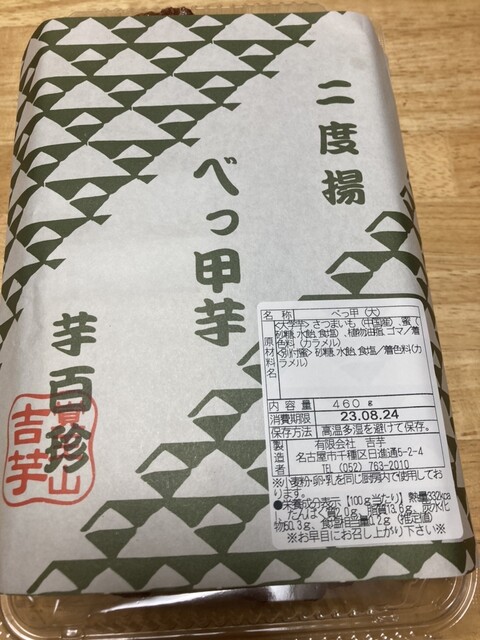 二度揚
べっ甲芋
芋百珍
吉芋
名称 べっ甲(大)
原材料名
<大学芋>さつまいも(中国産)、蜜(
砂糖,水飴,食塩)、植物油脂,ゴマ/着
色料(カラメル)
<別付蜜>砂糖,水飴,食塩/着色料(カ
ラメル)
内容量 460g
消費期限 23.08.24
保存方法 高温多湿を避けて保存。
製造者
有限会社 吉芋
名古屋市千種区日進通5-2-4
TEL (052) 763-2010
※小麦粉・卵・乳を同じ厨房内で使用してお
ります。
●栄養成分表示【100g当たり】熱量332kca
たんぱく質2.0g、脂質13.6g、炭水化
物50.3g、食塩相当量0.2g (推定値)
※お早目にお召し上がり下さい※